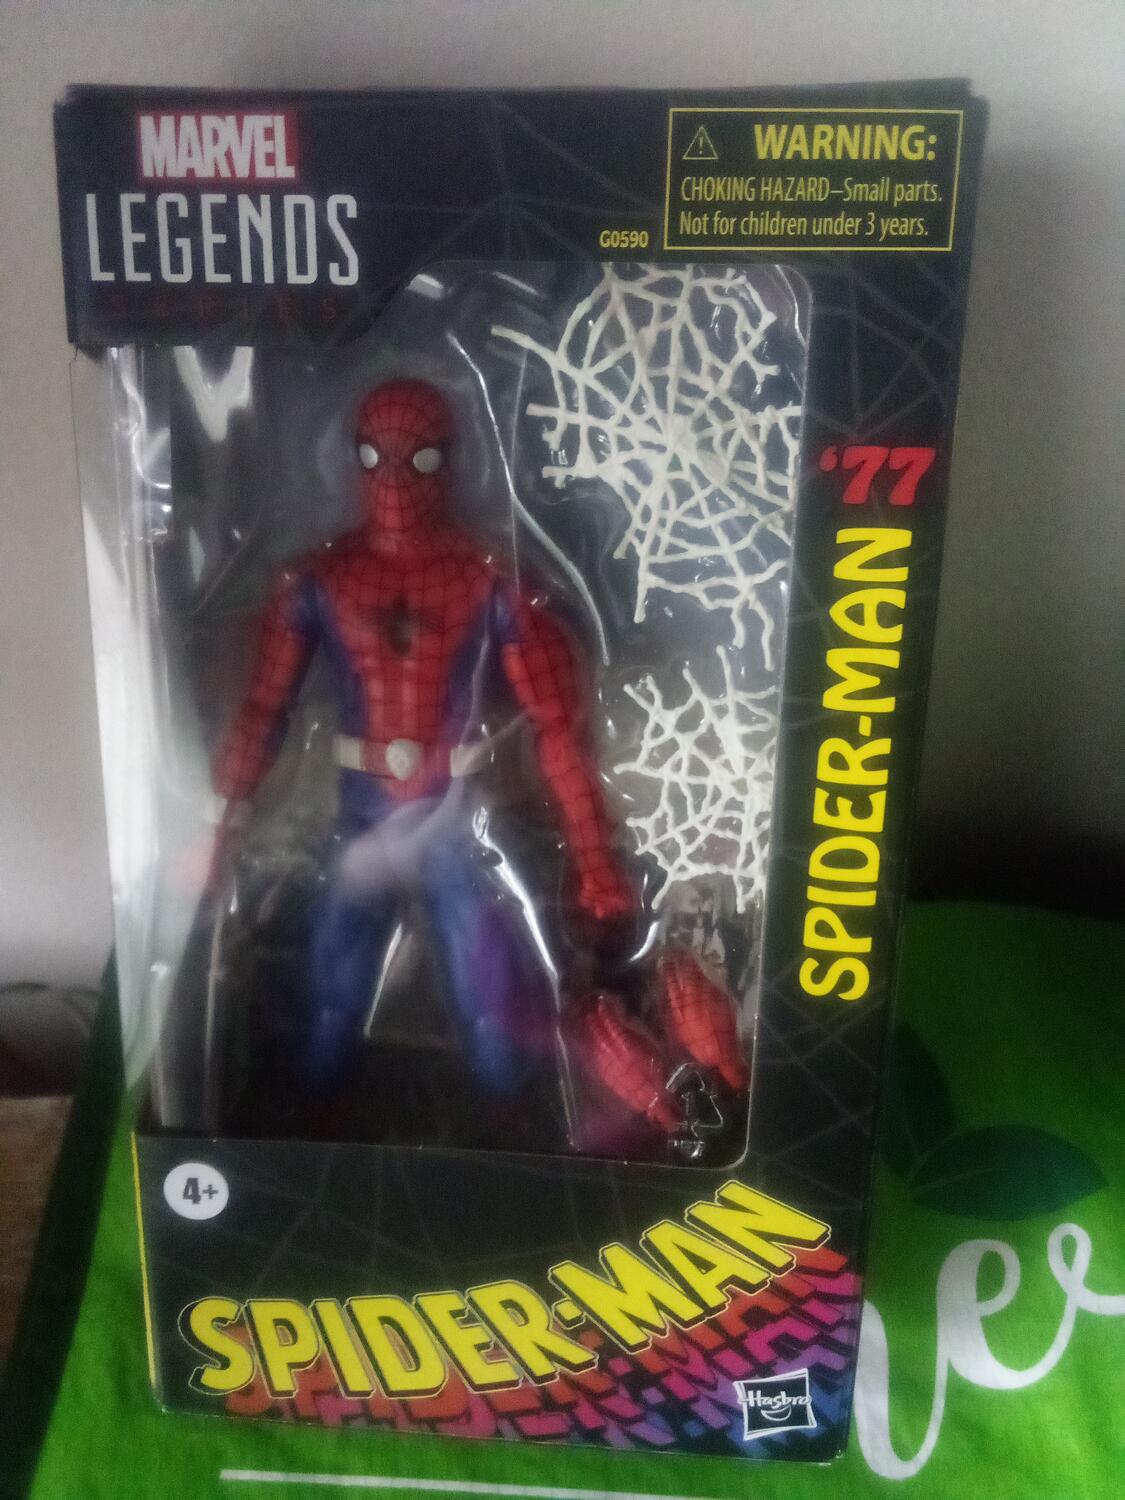 MARVEL
LEGENDS
SERIES
WARNING:
CHOKING HAZARD–Small parts.
Not for children under 3 years.
G0590
SPIDER-MAN '77
4+
SPIDER-MAN
Hasbro